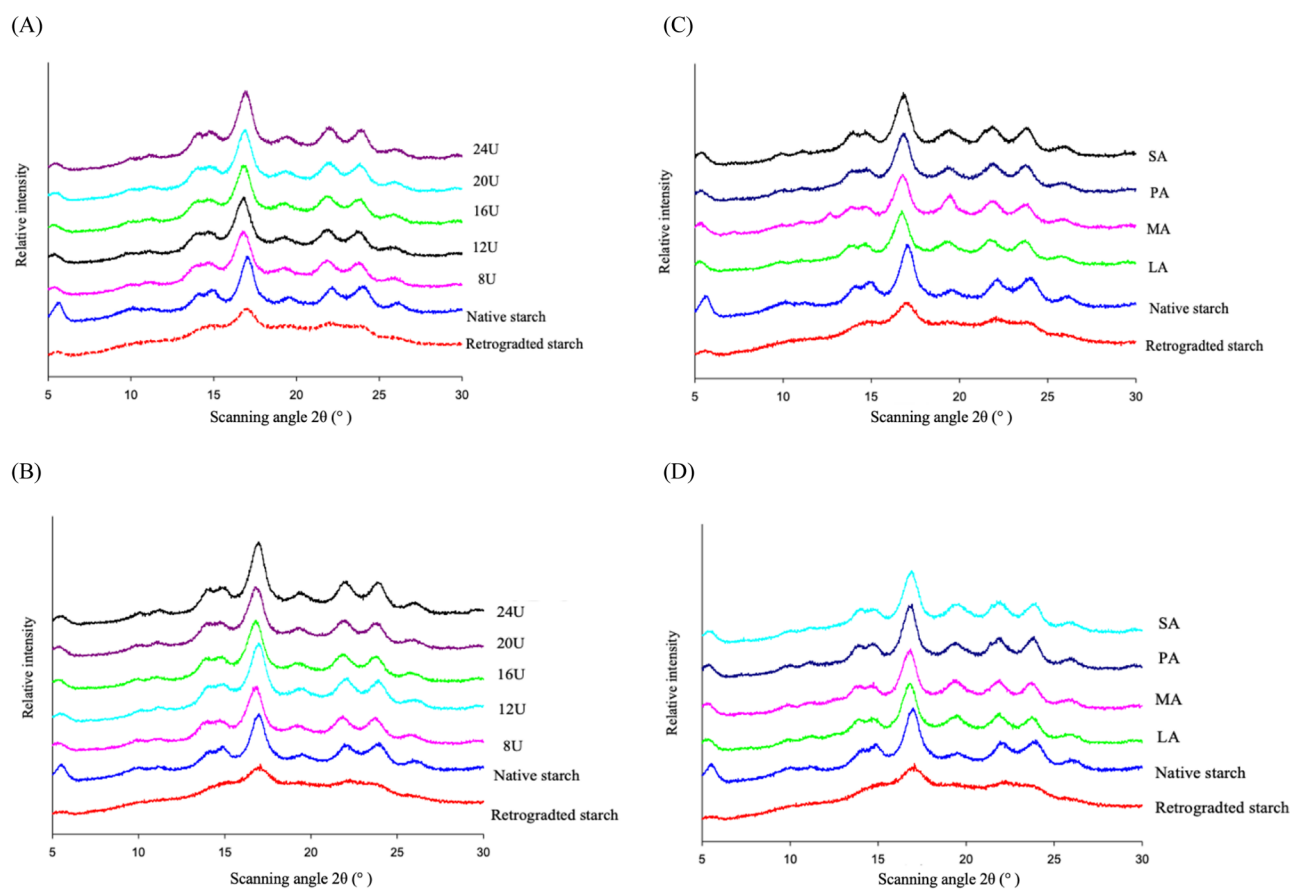 (A)
Relative intensity
24U
20U
16U
12U
8U
Native starch
Retrogradted starch
5 10 15 20 25 30
Scanning angle 2θ (° )
(C)
Relative intensity
SA
PA
MA
LA
Native starch
Retrogradted starch
5 10 15 20 25 30
Scanning angle 2θ (° )
(B)
Relative intensity
24U
20U
16U
12U
8U
Native starch
Retrogradted starch
5 10 15 20 25 30
Scanning angle 2θ (° )
(D)
Relative intensity
SA
PA
MA
LA
Native starch
Retrogradted starch
5 10 15 20 25 30
Scanning angle 2θ (° )